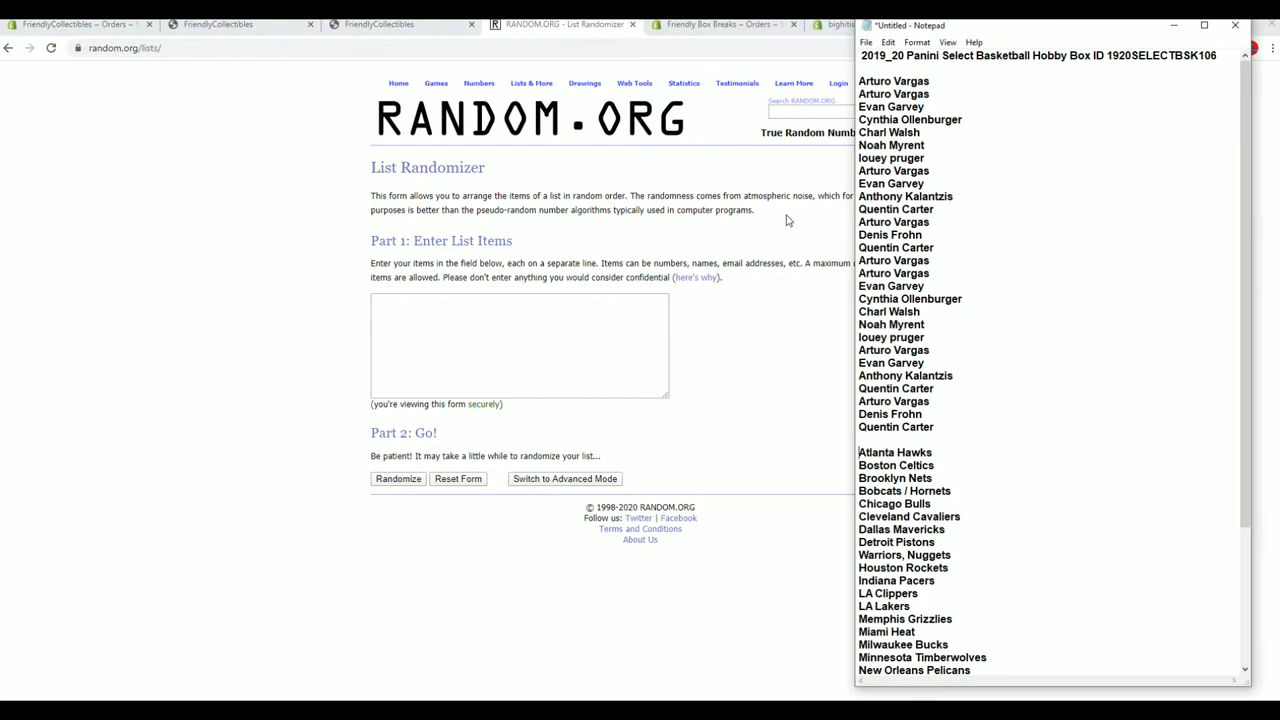 FriendlyCollectibles ~ Orders ~ S
FriendlyCollectibles
FriendlyCollectibles
RANDOM.ORG - List Randomizer
Friendly Box Breaks ~ Orders ~ S
random.org/lists/
Home Games Numbers Lists & More Drawings Web Tools Statistics Testimonials Learn More Login
RANDOM.ORG
Search RANDOM.ORG
True Random
List Randomizer
This form allows you to arrange the items of a list in random order. The randomness comes from atmospheric noise, which for
purposes is better than the pseudo-random number algorithms typically used in computer programs.
Part 1: Enter List Items
Enter your items in the field below, each on a separate line. Items can be numbers, names, email addresses, etc. A maximum
items are allowed. Please don't enter anything you would consider confidential (here's why).
(you're viewing this form securely)
Part 2: Go!
Be patient! It may take a little while to randomize your list...
Randomize Reset Form Switch to Advanced Mode
© 1998-2020 RANDOM.ORG
Follow us: Twitter | Facebook
Terms and Conditions
About Us
*Untitled - Notepad
File Edit Format View Help
2019_20 Panini Select Basketball Hobby Box ID 1920SELECTBSK106
Arturo Vargas
Arturo Vargas
Evan Garvey
Cynthia Ollenburger
Charl Walsh
Noah Myrent
louey pruger
Arturo Vargas
Evan Garvey
Anthony Kalantzis
Quentin Carter
Arturo Vargas
Denis Frohn
Quentin Carter
Arturo Vargas
Arturo Vargas
Evan Garvey
Cynthia Ollenburger
Charl Walsh
Noah Myrent
louey pruger
Arturo Vargas
Evan Garvey
Anthony Kalantzis
Quentin Carter
Arturo Vargas
Denis Frohn
Quentin Carter
Atlanta Hawks
Boston Celtics
Brooklyn Nets
Bobcats / Hornets
Chicago Bulls
Cleveland Cavaliers
Dallas Mavericks
Detroit Pistons
Warriors, Nuggets
Houston Rockets
Indiana Pacers
LA Clippers
LA Lakers
Memphis Grizzlies
Miami Heat
Milwaukee Bucks
Minnesota Timberwolves
New Orleans Pelicans